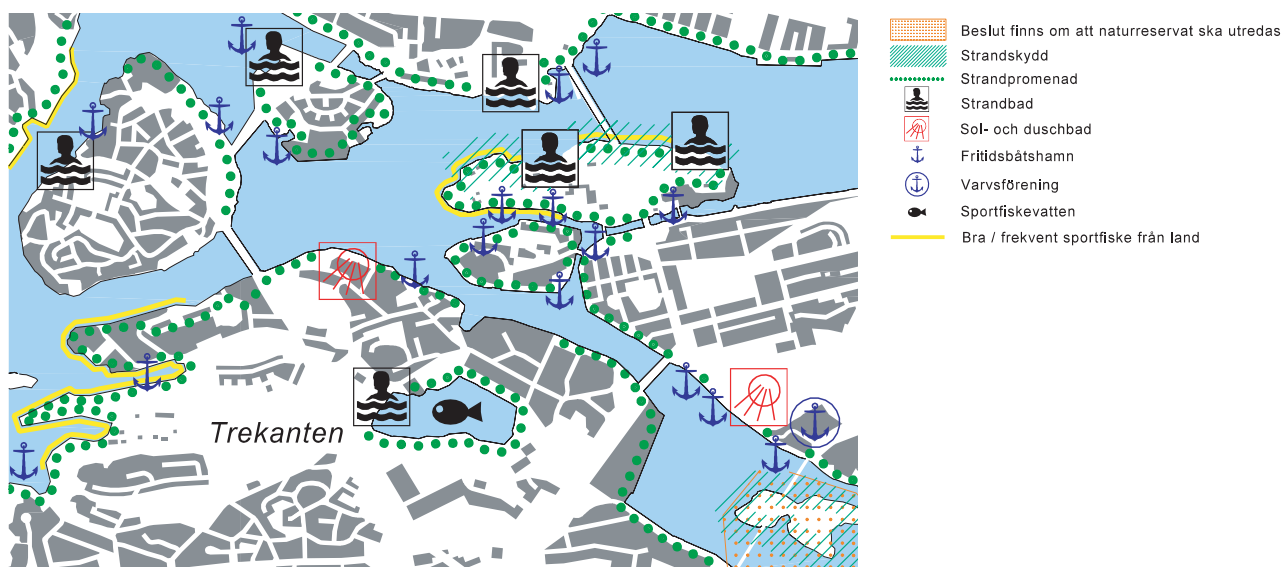 Beslut finns om att naturreservat ska utredas
Strandskydd
Strandpromenad
Strandbad
Sol- och duschbad
Fritidsbåtshamn
Varvsförening
Sportfiskevatten
Bra / frekvent sportfiske från land
Trekanten